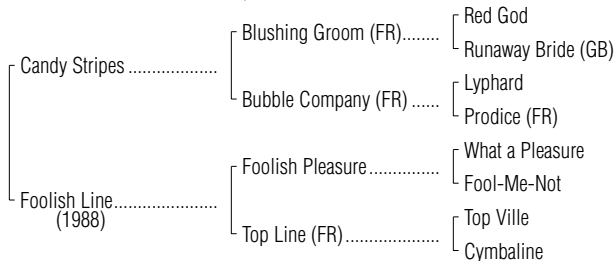 Red God
Blushing Groom (FR)........
Runaway Bride (GB)
Candy Stripes ...................
Lyphard
Bubble Company (FR) ......
Prodice (FR)
What a Pleasure
Foolish Pleasure...............
Fool-Me-Not
Foolish Line......................
(1988)
Top Ville
Top Line (FR)....................
Cymbaline